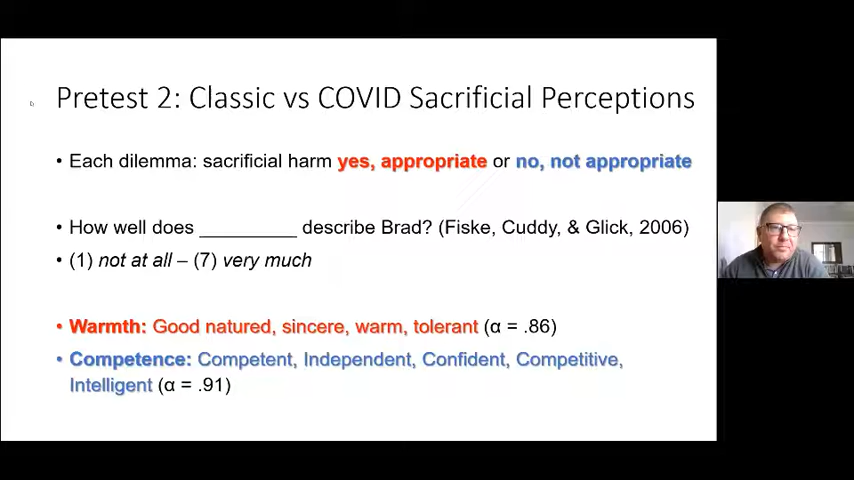 Pretest 2: Classic vs COVID Sacrificial Perceptions
• Each dilemma: sacrificial harm yes, appropriate or no, not appropriate
• How well does _________ describe Brad? (Fiske, Cuddy, & Glick, 2006)
• (1) not at all – (7) very much
• Warmth: Good natured, sincere, warm, tolerant (α = .86)
• Competence: Competent, Independent, Confident, Competitive,
Intelligent (α = .91)